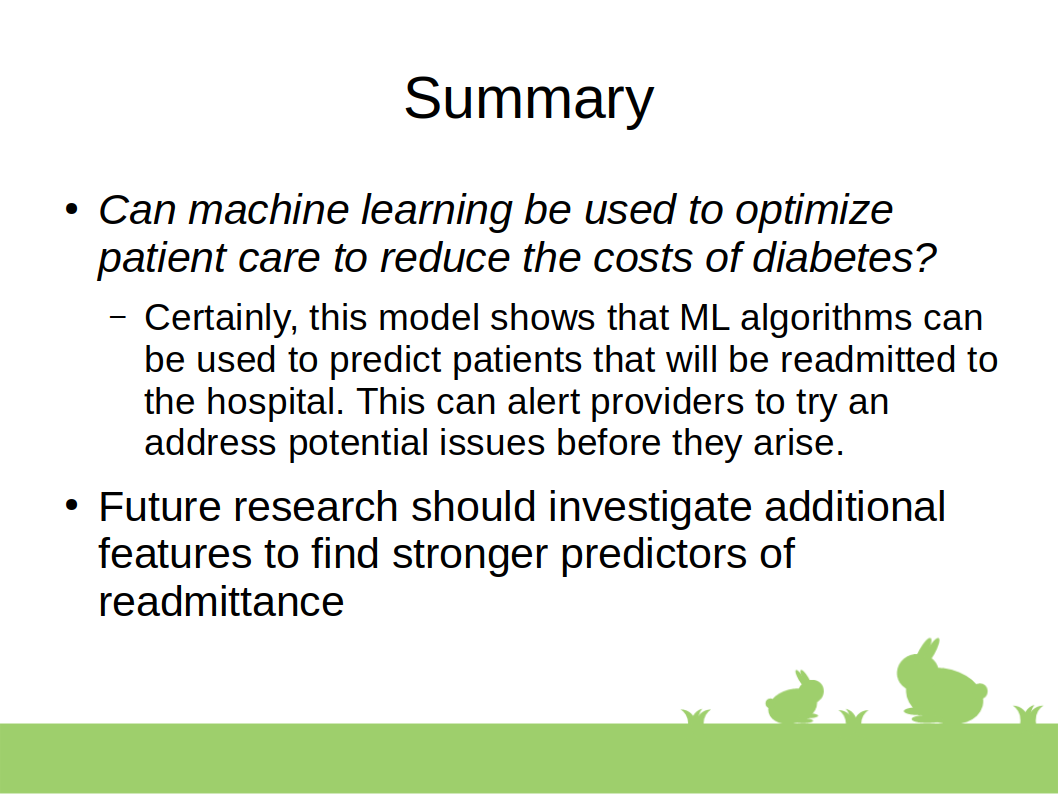 Summary
• Can machine learning be used to optimize
patient care to reduce the costs of diabetes?
– Certainly, this model shows that ML algorithms can
be used to predict patients that will be readmitted to
the hospital. This can alert providers to try an
address potential issues before they arise.
• Future research should investigate additional
features to find stronger predictors of
readmittance